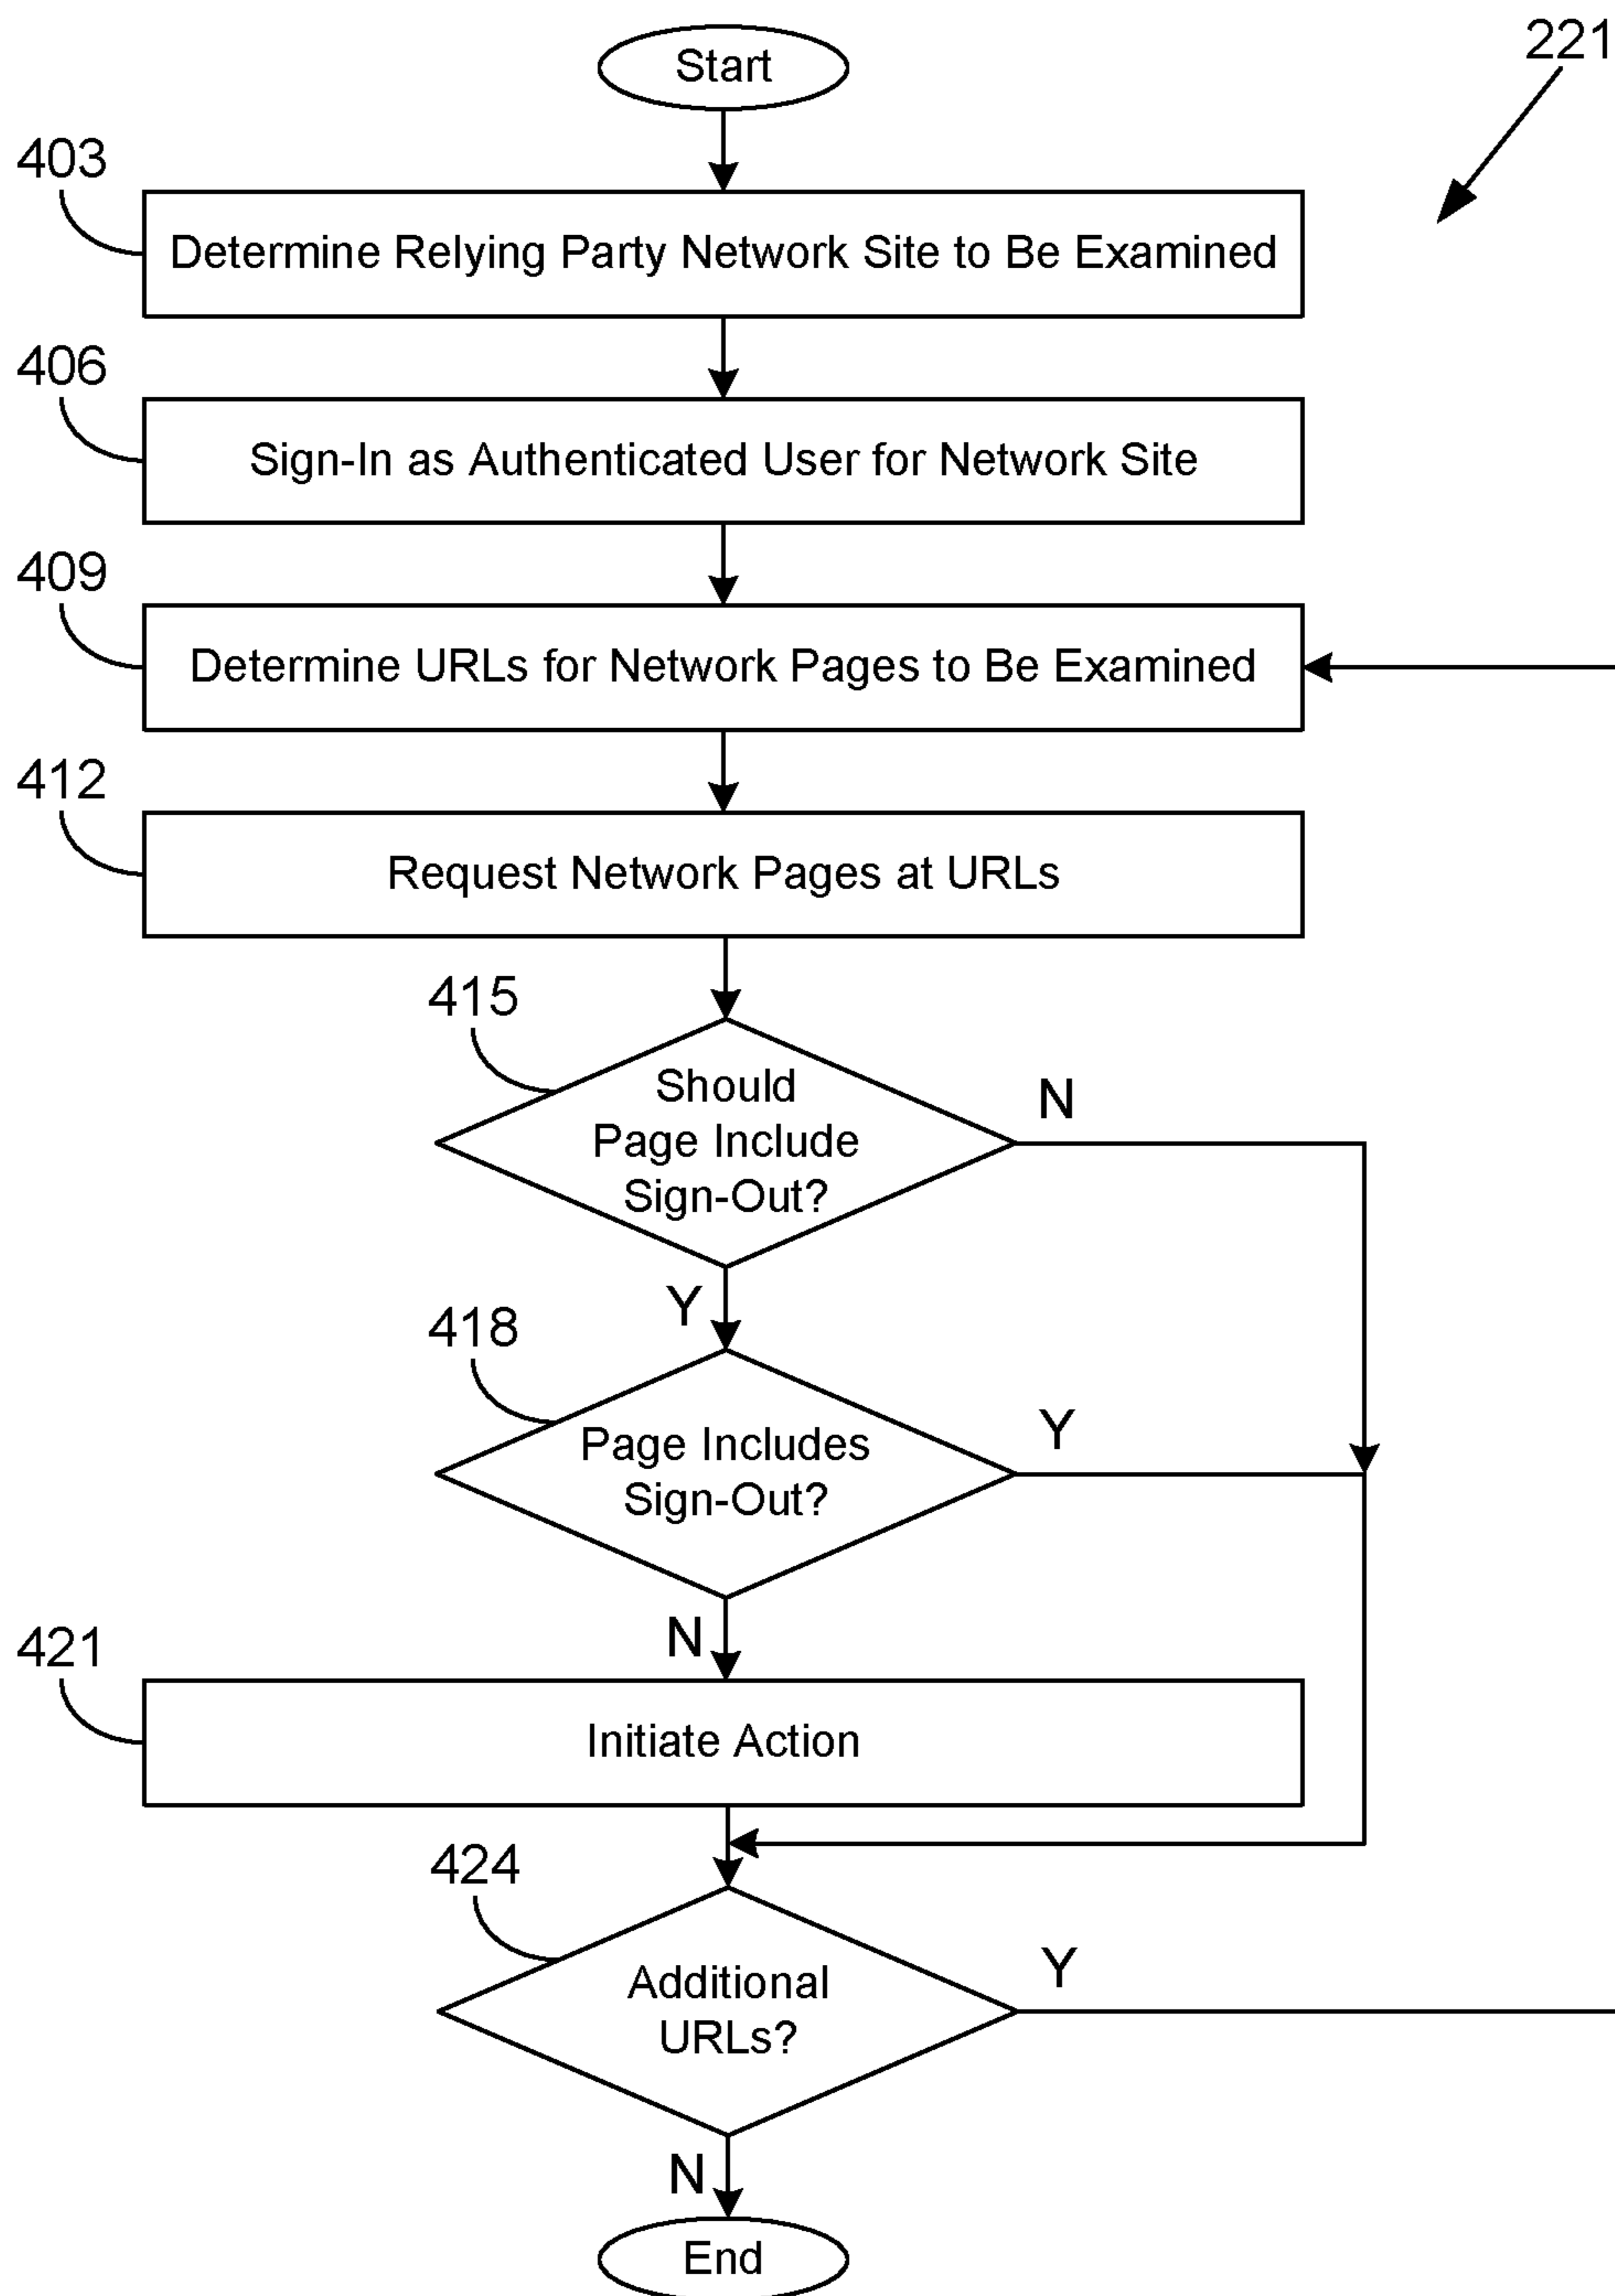 Start
221
403
Determine Relying Party Network Site to Be Examined
406
Sign-In as Authenticated User for Network Site
409
Determine URLs for Network Pages to Be Examined
412
Request Network Pages at URLs
415
Should
Page Include
Sign-Out?
N
Y
418
Page Includes
Sign-Out?
Y
N
421
Initiate Action
424
Additional
URLs?
Y
N
End